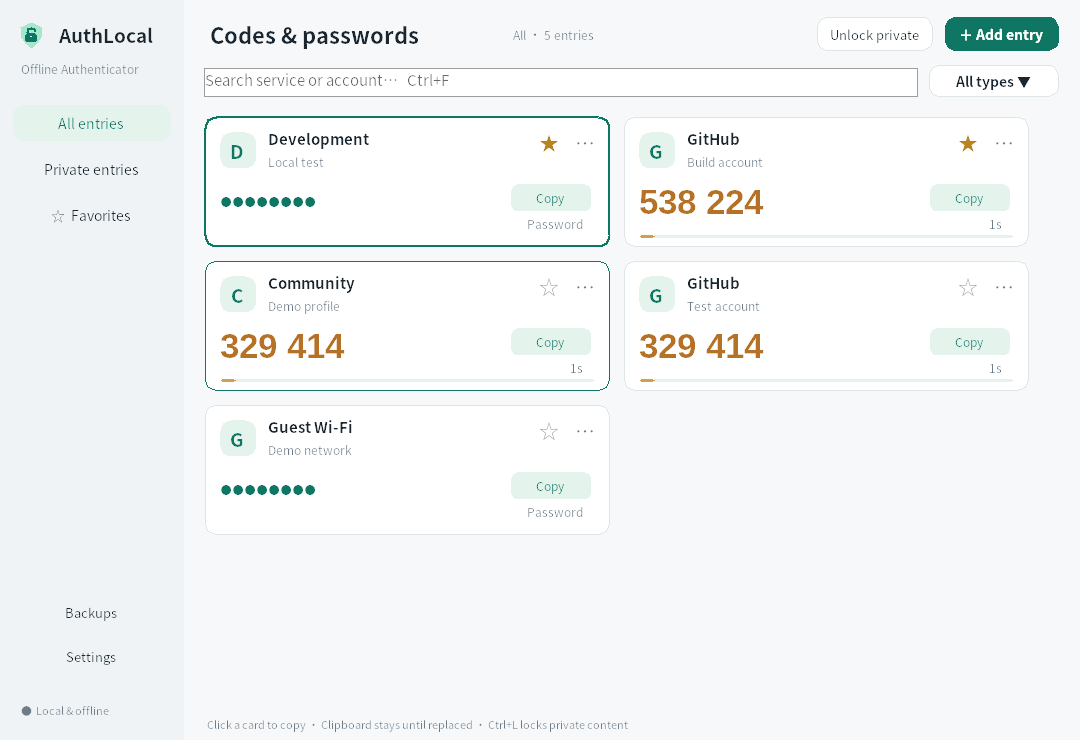 AuthLocal
Offline Authenticator
All entries
Private entries
☆ Favorites
Backups
Settings
Local & offline
Codes & passwords
All · 5 entries
Unlock private
+ Add entry
Search service or account… Ctrl+F
All types ▼
D
Development
Local test
★ ...
●●●●●●●●
Copy
Password
G
GitHub
Build account
★ ...
538 224
Copy
1s
C
Community
Demo profile
☆ ...
329 414
Copy
1s
G
GitHub
Test account
☆ ...
329 414
Copy
1s
G
Guest Wi-Fi
Demo network
☆ ...
●●●●●●●●
Copy
Password
Click a card to copy · Clipboard stays until replaced · Ctrl+L locks private content